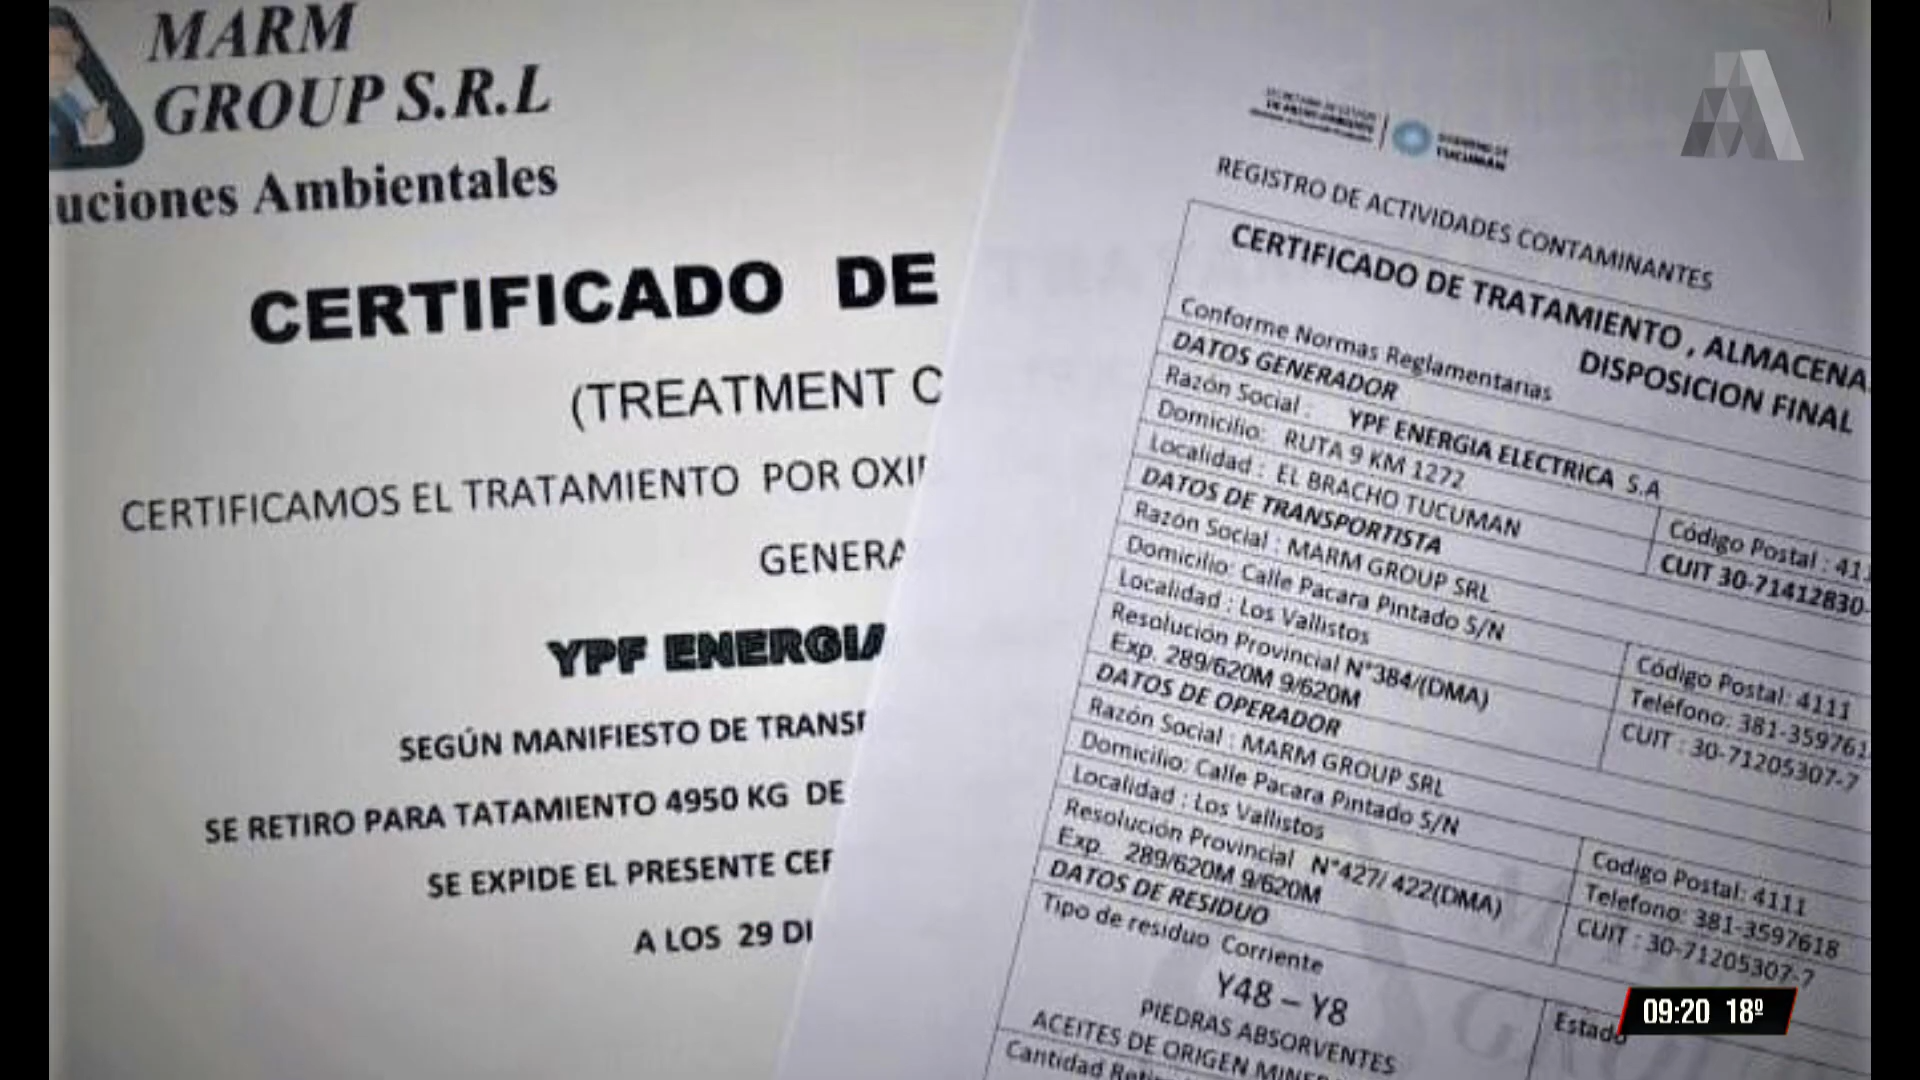 MARM
GROUP S.R.L
uciones Ambientales
CERTIFICADO DE
(TREATMENT C
CERTIFICAMOS EL TRATAMIENTO POR OXI
GENERA
YPF ENERGIA
SEGÚN MANIFIESTO DE TRANSF
SE RETIRO PARA TATAMIENTO 4950 KG DE
SE EXPIDE EL PRESENTE CER
A LOS 29 DI
TUCUMAN
REGISTRO DE ACTIVIDADES CONTAMINANTES
CERTIFICADO DE TRATAMIENTO , ALMACENA
DISPOSICION FINAL
Conforme Normas Reglamentarias
DATOS GENERADOR
Razón Social : YPF ENERGIA ELECTRICA S.A
Domicilio: RUTA 9 KM 1272
Código Postal : 411
Localidad : EL BRACHO TUCUMAN
CUIT 30-71412830-
DATOS DE TRANSPORTISTA
Razón Social : MARM GROUP SRL
Domicilio: Calle Pacara Pintado S/N
Código Postal: 4111
Localidad : Los Vallistos
Teléfono: 381-359761
Resolución Provincial N°384/(DMA)
CUIT : 30-71205307-7
Exp. 289/620M 9/620M
DATOS DE OPERADOR
Razón Social : MARM GROUP SRL
Domicilio: Calle Pacara Pintado S/N
Codigo Postal: 4111
Localidad : Los Vallistos
Telefono: 381-3597618
Resolución Provincial N°427/ 422(DMA)
CUIT : 30-71205307-7
Exp. 289/620M 9/620M
DATOS DE RESIDUO
Tipo de residuo Corriente
Estado
Y48 – Y8
PIEDRAS ABSORVENTES
ACEITES DE ORIGEN MINER
Cantidad Reti
09:20 18º